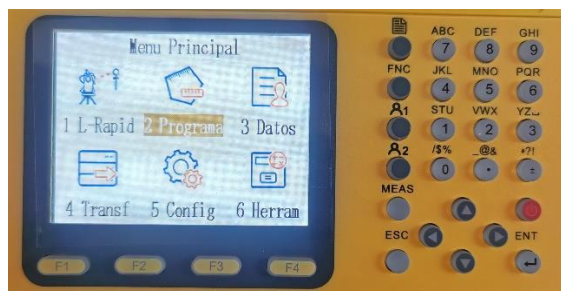 Menu Principal
1 L-Rapid 2 Programa 3 Datos
4 Transf 5 Config 6 Herram
F1 F2 F3 F4
ABC DEF GHI
7 8 9
FNC JKL MNO PQR
4 5 6
1 STU VWX YZ
1 2 3
2 /$% _@& *?!
0 . ±
MEAS
ESC ENT